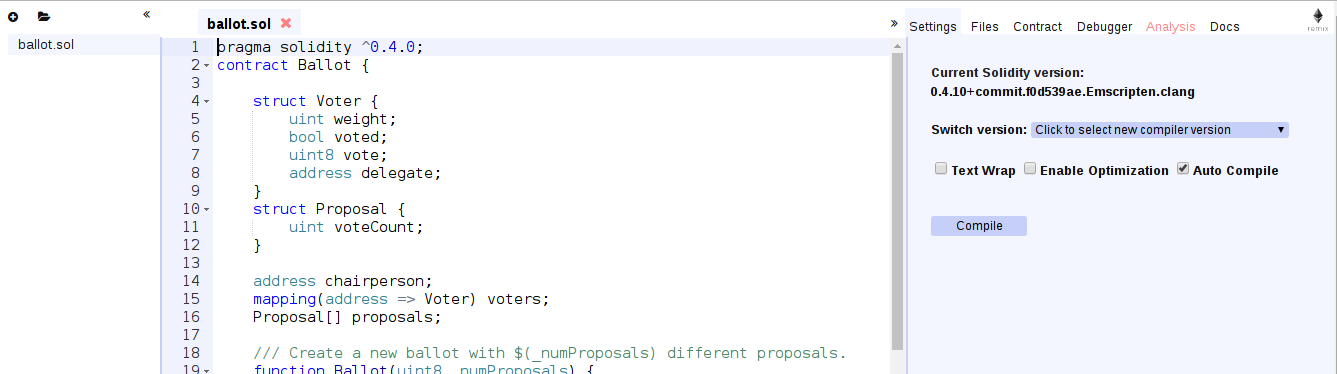 ballot.sol
«
ballot.sol ✖
1 pragma solidity ^0.4.0;
2 contract Ballot {
3
4 struct Voter {
5 uint weight;
6 bool voted;
7 uint8 vote;
8 address delegate;
9 }
10 struct Proposal {
11 uint voteCount;
12 }
13
14 address chairperson;
15 mapping(address => Voter) voters;
16 Proposal[] proposals;
17
18 /// Create a new ballot with $(_numProposals) different proposals.
19 function Ballot(uint8 _numProposals) {
»
Settings Files Contract Debugger Analysis Docs
remix
Current Solidity version:
0.4.10+commit.f0d539ae.Emscripten.clang
Switch version: Click to select new compiler version
Text Wrap Enable Optimization Auto Compile
Compile